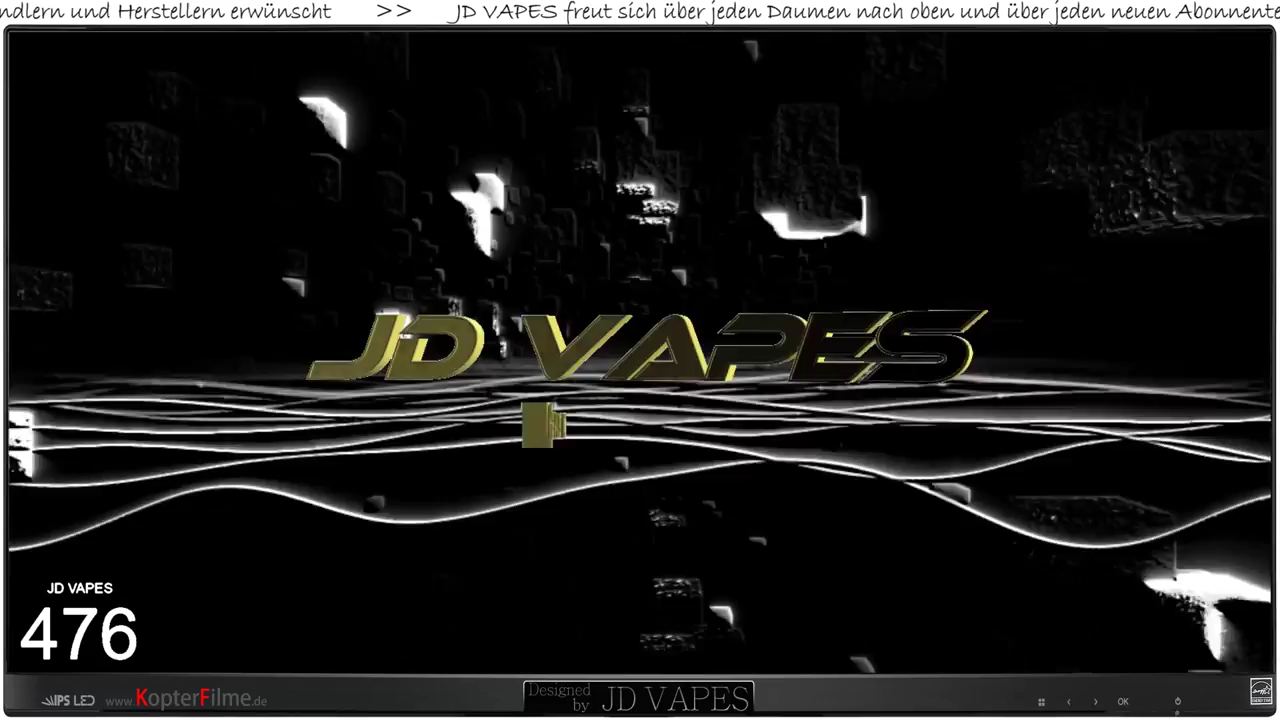 ndlern und Herstellern erwünscht >> JD VAPES freut sich über jeden Daumen nach oben und über jeden neuen Abonnente
JD VAPES
JD VAPES
476
IPS LED www.KopterFilme.de
Designed
by JD VAPES
OK